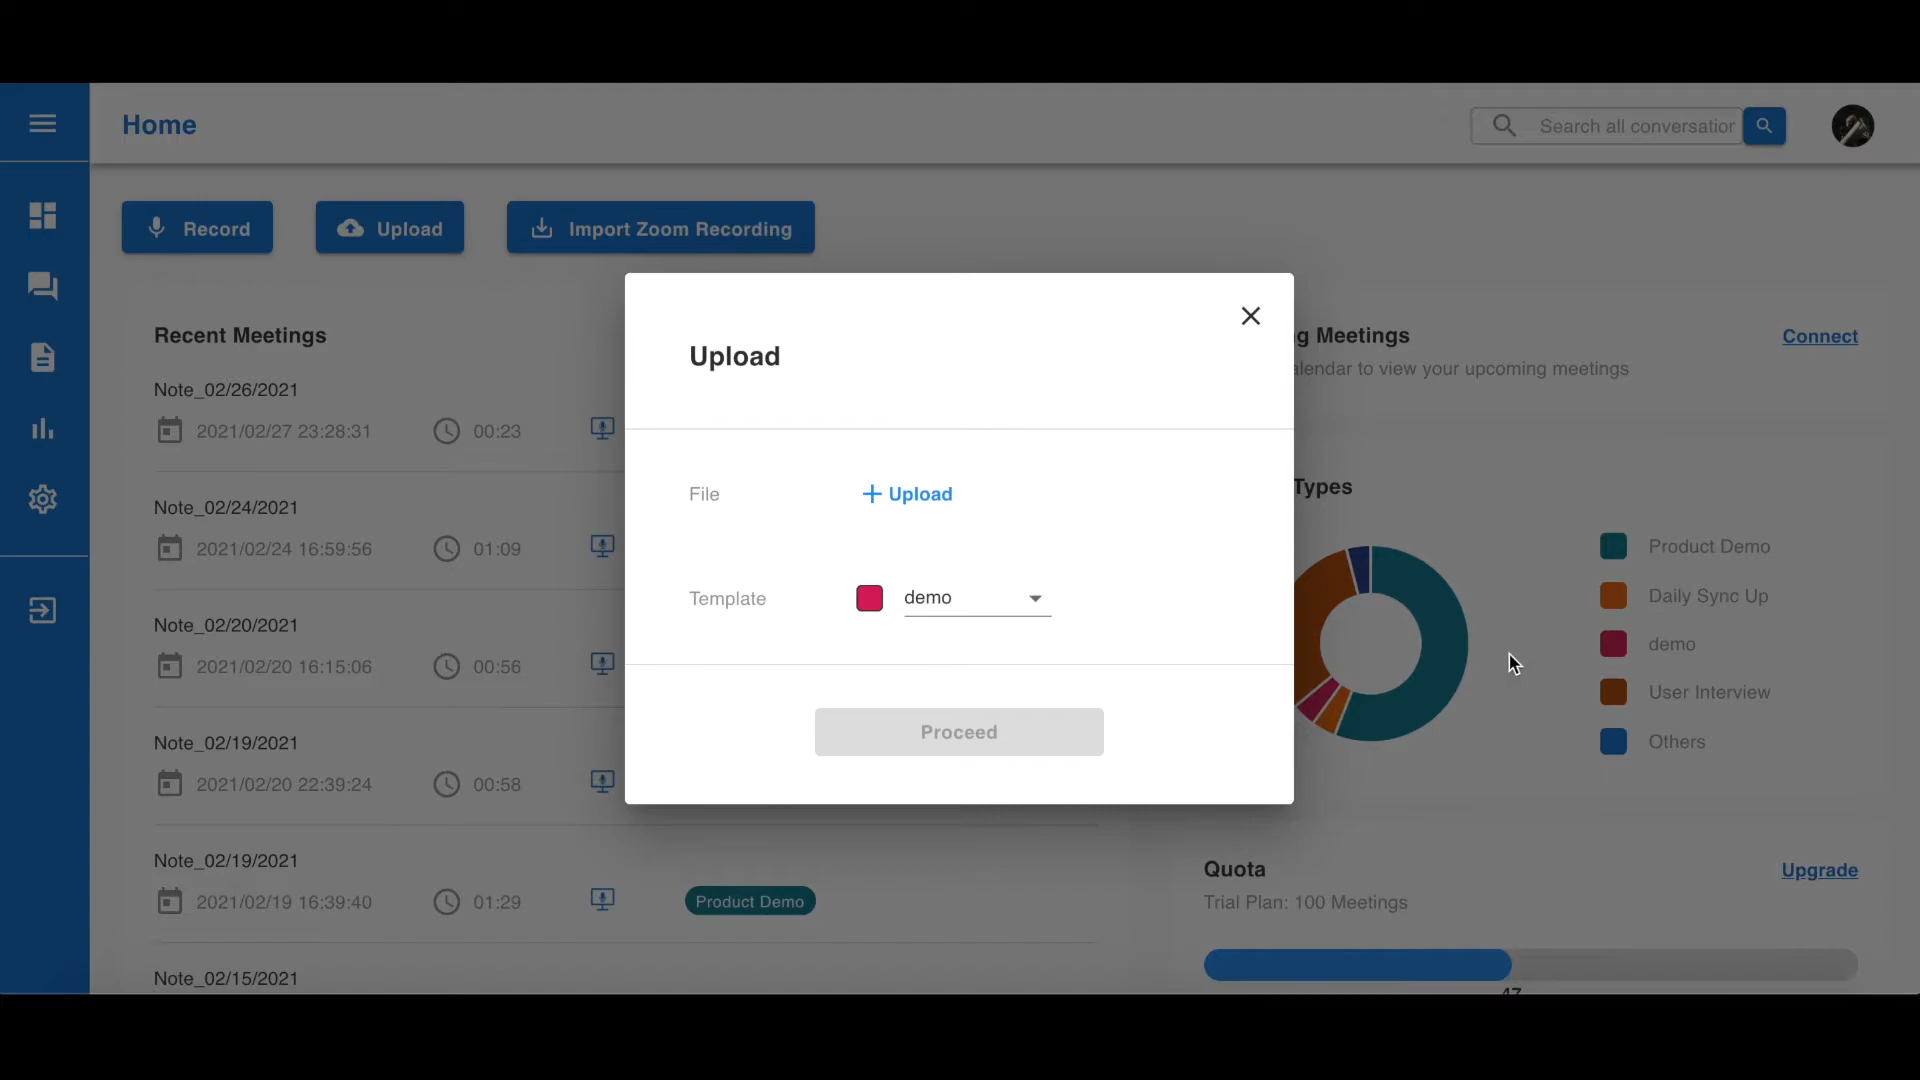 Home
Search all conversation
Record
Upload
Import Zoom Recording
Recent Meetings
Note_02/26/2021
2021/02/27 23:28:31
00:23
Note_02/24/2021
2021/02/24 16:59:56
01:09
Note_02/20/2021
2021/02/20 16:15:06
00:56
Note_02/19/2021
2021/02/20 22:39:24
00:58
Note_02/19/2021
2021/02/19 16:39:40
01:29
Product Demo
Note_02/15/2021
Upload
File
+ Upload
Template
demo
Proceed
g Meetings
Connect
alendar to view your upcoming meetings
Types
Product Demo
Daily Sync Up
demo
User Interview
Others
Quota
Upgrade
Trial Plan: 100 Meetings
47